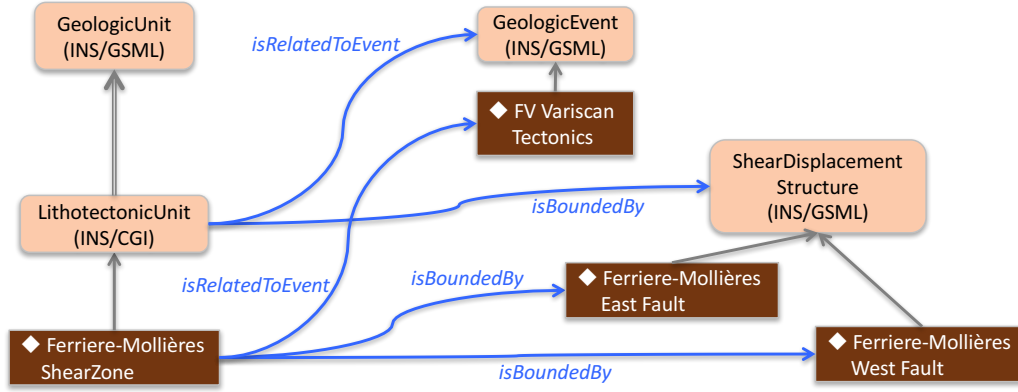 GeologicUnit
(INS/GSML)
isRelatedToEvent
GeologicEvent
(INS/GSML)
◆ FV Variscan
Tectonics
ShearDisplacement
Structure
(INS/GSML)
LithotectonicUnit
(INS/CGI)
isBoundedBy
isRelatedToEvent
isBoundedBy
◆ Ferriere-Mollières
East Fault
◆ Ferriere-Mollières
ShearZone
isBoundedBy
◆ Ferriere-Mollières
West Fault